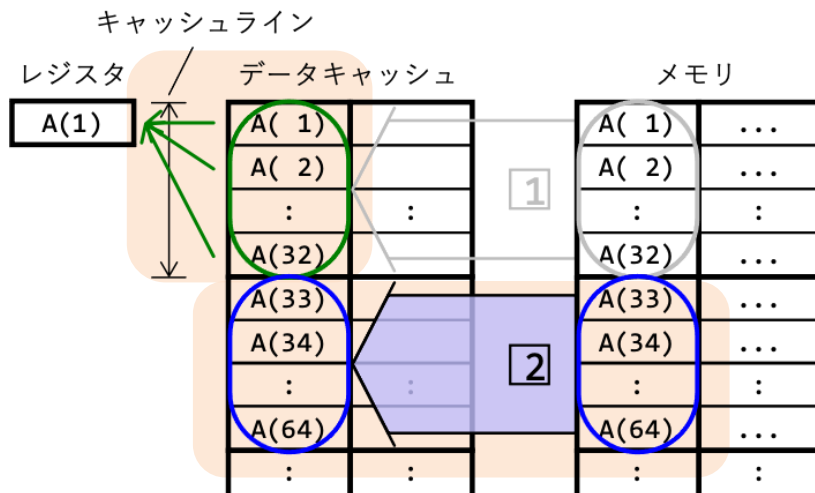 キャッシュライン
レジスタ データキャッシュ メモリ
A(1) A( 1) A( 1) ...
A( 2) A( 2) ...
: : : :
1
A(32) A(32) ...
A(33) A(33) ...
A(34) A(34) ...
2
: : : :
A(64) A(64) ...
: : : :